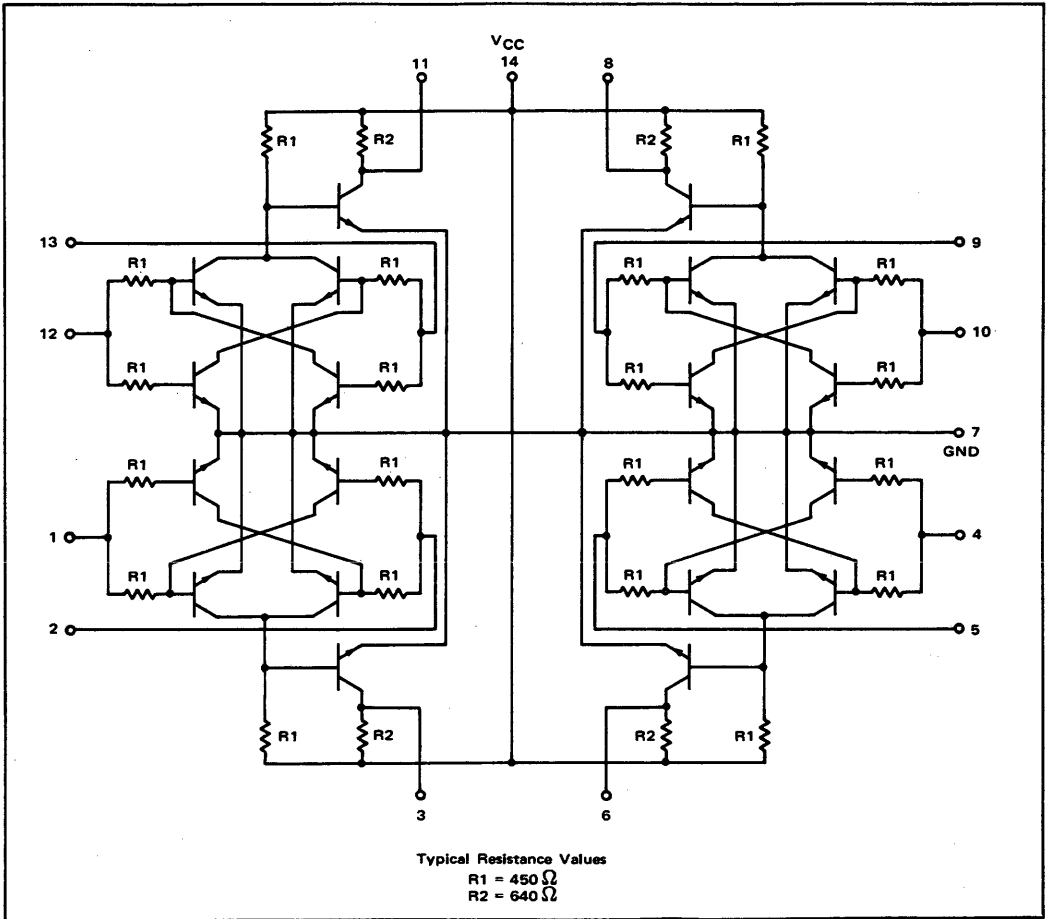 VCC
11 14 8
R1 R2 R2 R1
13 9
R1 R1 R1 R1
12 10
R1 R1 R1 R1
7
GND
R1 R1 R1 R1
1 4
R1 R1 R1 R1
2 5
R1 R2 R2 R1
3 6
Typical Resistance Values
R1 = 450 Ω
R2 = 640 Ω